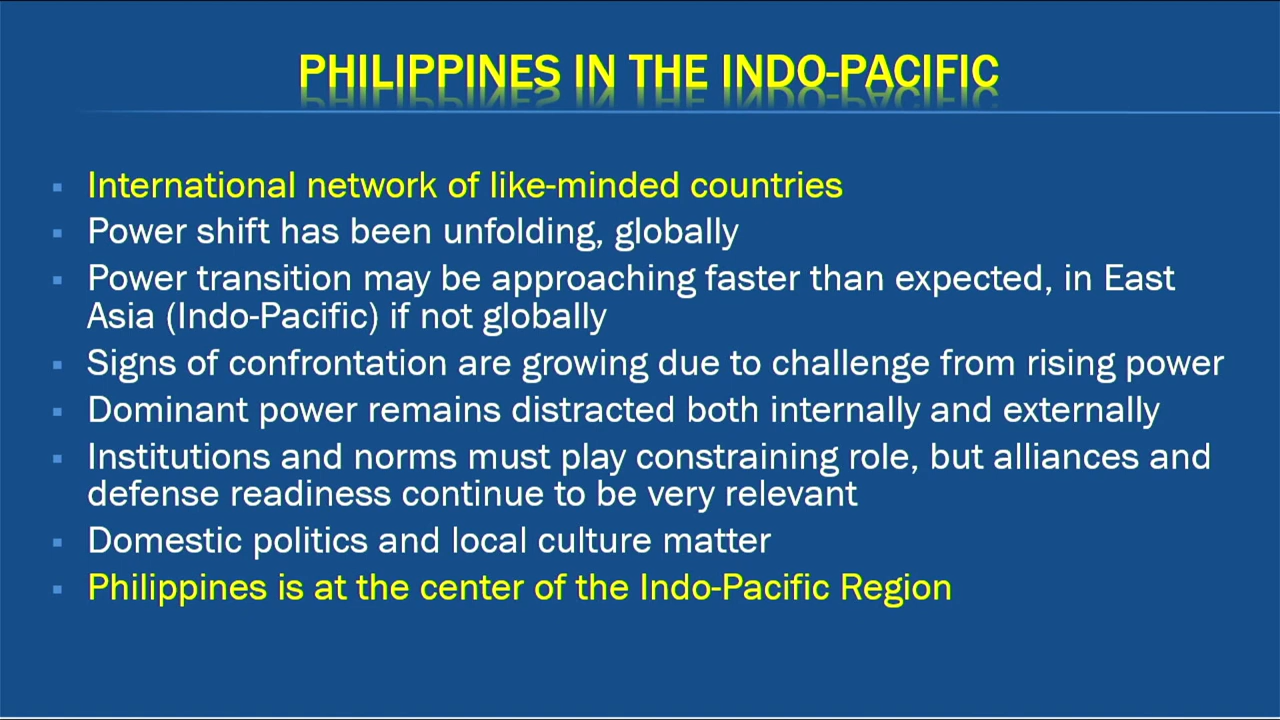 PHILIPPINES IN THE INDO-PACIFIC
▪ International network of like-minded countries
▪ Power shift has been unfolding, globally
▪ Power transition may be approaching faster than expected, in East
Asia (Indo-Pacific) if not globally
▪ Signs of confrontation are growing due to challenge from rising power
▪ Dominant power remains distracted both internally and externally
▪ Institutions and norms must play constraining role, but alliances and
defense readiness continue to be very relevant
▪ Domestic politics and local culture matter
▪ Philippines is at the center of the Indo-Pacific Region